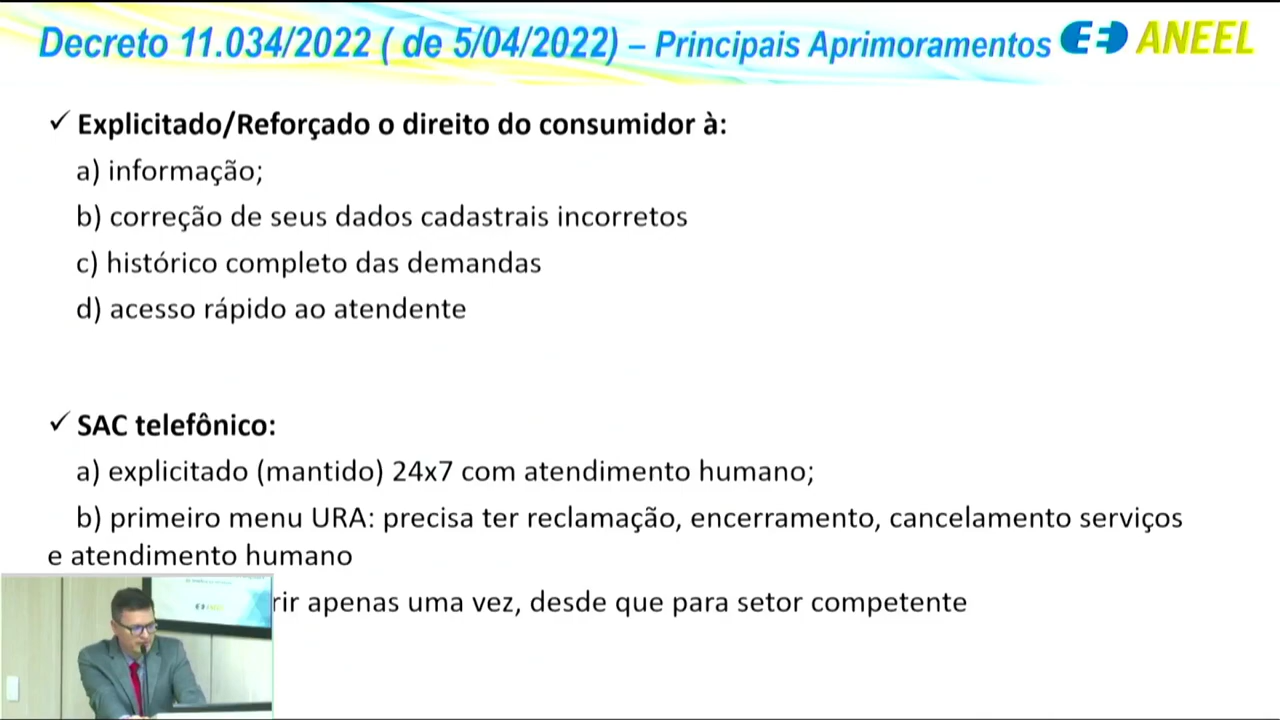 Decreto 11.034/2022 ( de 5/04/2022) – Principais Aprimoramentos ANEEL
✓ Explicitado/Reforçado o direito do consumidor à:
a) informação;
b) correção de seus dados cadastrais incorretos
c) histórico completo das demandas
d) acesso rápido ao atendente
✓ SAC telefônico:
a) explicitado (mantido) 24x7 com atendimento humano;
b) primeiro menu URA: precisa ter reclamação, encerramento, cancelamento serviços
e atendimento humano
apenas uma vez, desde que para setor competente